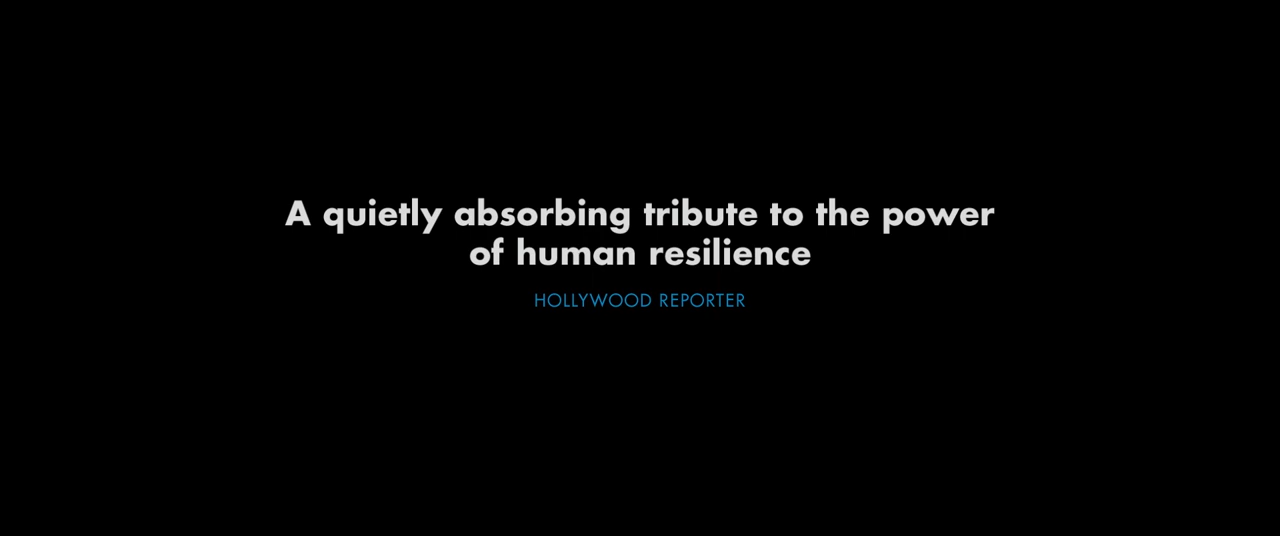 A quietly absorbing tribute to the power
of human resilience
HOLLYWOOD REPORTER